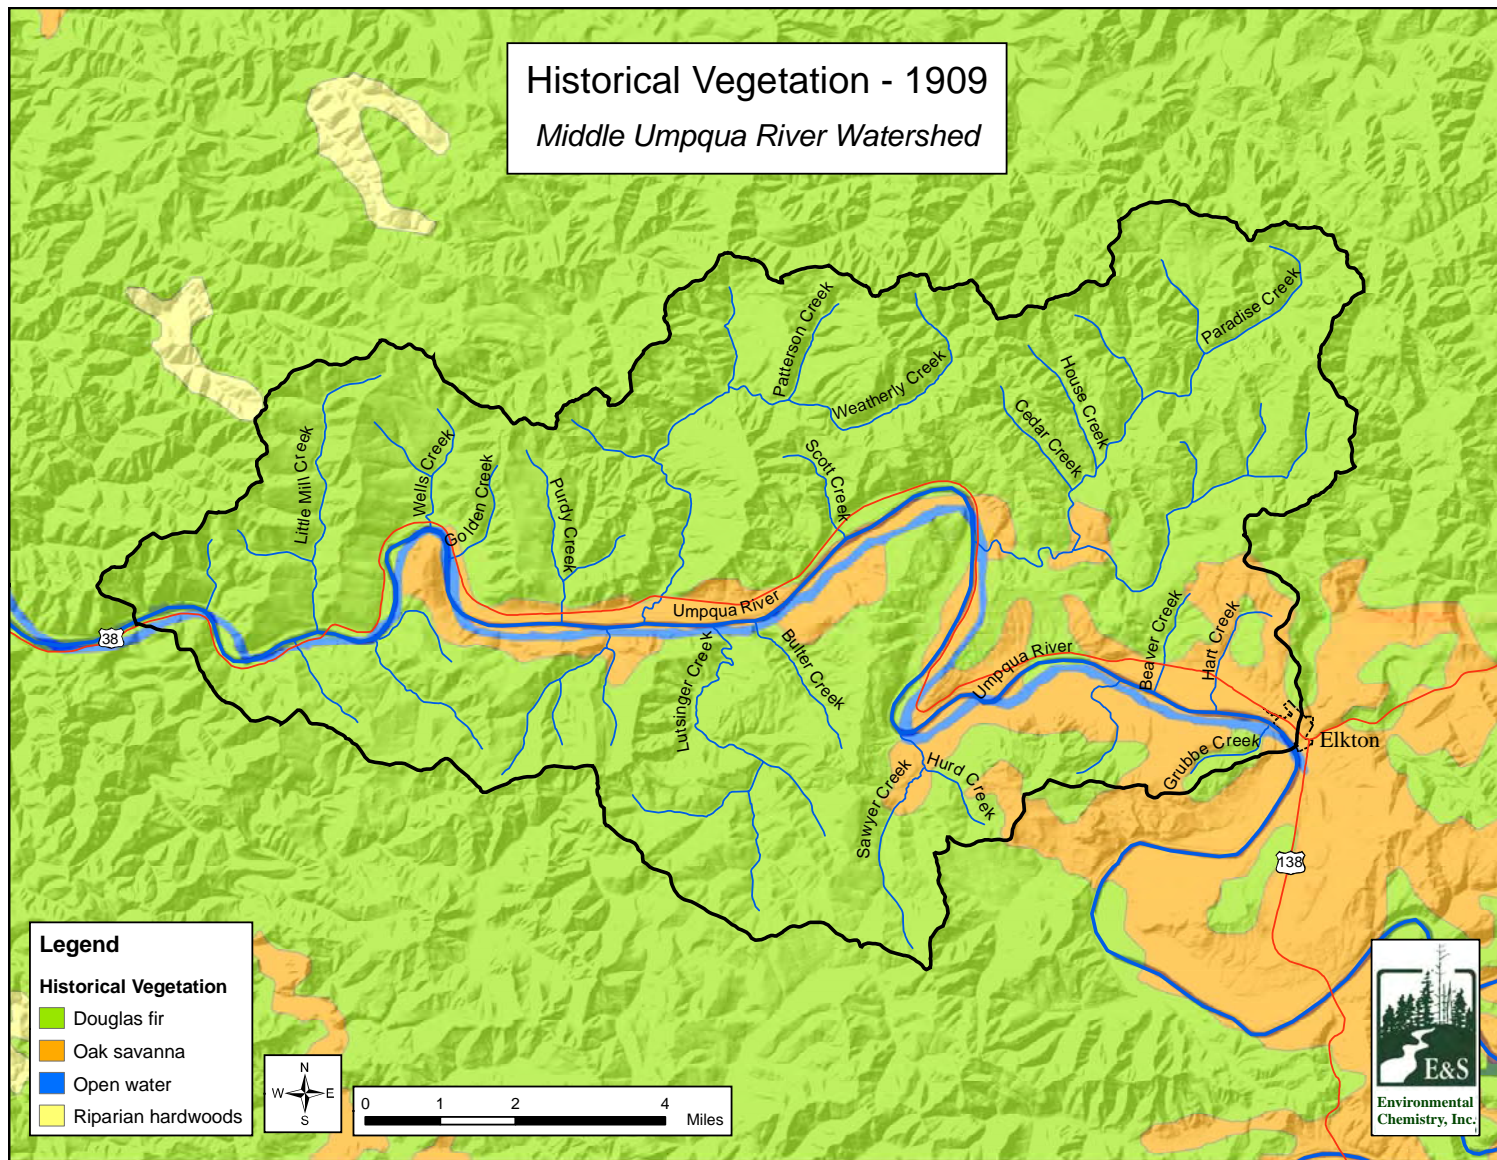 Historical Vegetation - 1909
Middle Umpqua River Watershed
Paradise Creek
Patterson Creek
Weatherly Creek
House Creek
Cedar Creek
Scott Creek
Little Mill Creek
Wells Creek
Golden Creek
Purdy Creek
Umpqua River
38
Lutsinger Creek
Bulter Creek
Umpqua River
Beaver Creek
Hart Creek
Elkton
Grubbe Creek
Hurd Creek
Sawyer Creek
138
Legend
Historical Vegetation
Douglas fir
Oak savanna
Open water
Riparian hardwoods
N
W E
S
0 1 2 4
Miles
E&S
Environmental
Chemistry, Inc.